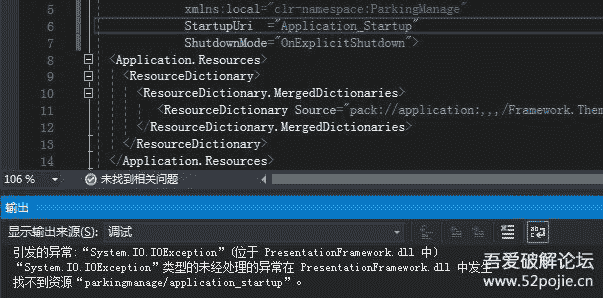 5 xmlns:local="clr-namespace:ParkingManage"
6 StartupUri ="Application_Startup"
7 ShutdownMode="OnExplicitShutdown">
8 <Application.Resources>
9 <ResourceDictionary>
10 <ResourceDictionary.MergedDictionaries>
11 <ResourceDictionary Source="pack://application:,,,/Framework.Them
12 </ResourceDictionary.MergedDictionaries>
13 </ResourceDictionary>
14 </Application.Resources>
106 % 未找到相关问题
输出
显示输出来源(S): 调试
引发的异常:“System.IO.IOException”(位于 PresentationFramework.dll 中)
“System.IO.IOException”类型的未经处理的异常在 PresentationFramework.dll 中发生
找不到资源“parkingmanage/application_startup”。
吾爱破解论坛
www.52pojie.cn